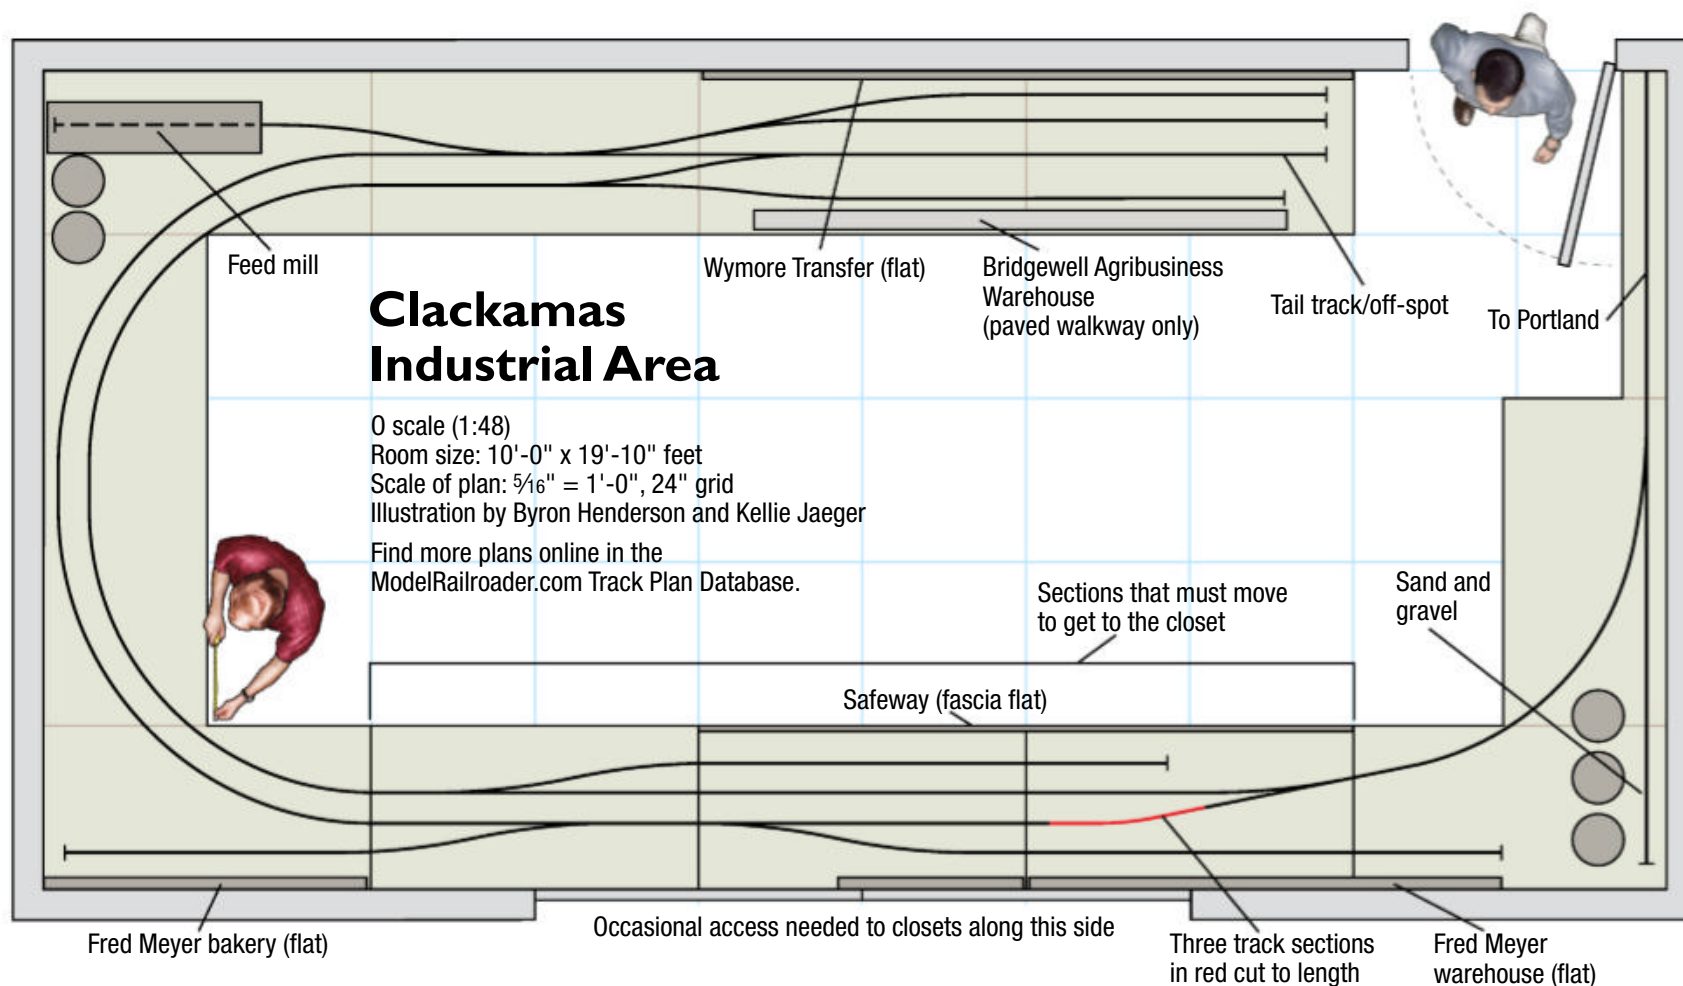 Feed mill
Wymore Transfer (flat)
Bridgewell Agribusiness
Warehouse
(paved walkway only)
Tail track/off-spot
To Portland
Clackamas
Industrial Area
O scale (1:48)
Room size: 10'-0" x 19'-10" feet
Scale of plan: 5⁄16" = 1'-0", 24" grid
Illustration by Byron Henderson and Kellie Jaeger
Find more plans online in the
ModelRailroader.com Track Plan Database.
Sections that must move
to get to the closet
Sand and
gravel
Safeway (fascia flat)
Fred Meyer bakery (flat)
Occasional access needed to closets along this side
Three track sections
in red cut to length
Fred Meyer
warehouse (flat)